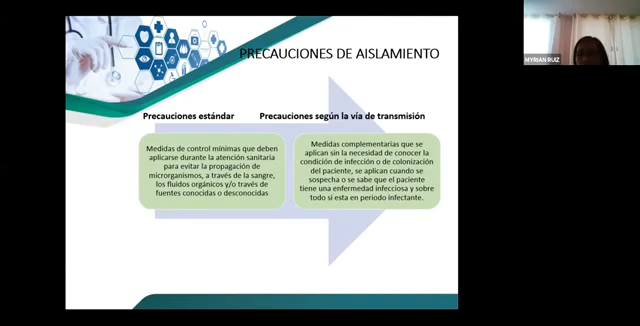 PRECAUCIONES DE AISLAMIENTO
Precauciones estándar
Medidas de control mínimas que deben
aplicarse durante la atención sanitaria
para evitar la propagación de
microrganismos, a través de la sangre,
los fluidos orgánicos y/o través de
fuentes conocidas o desconocidas
Precauciones según la vía de transmisión
Medidas complementarias que se
aplican sin la necesidad de conocer la
condición de infección o de colonización
del paciente, se aplican cuando se
sospecha o se sabe que el paciente
tiene una enfermedad infecciosa y sobre
todo si esta en periodo infectante.
MYRIAN RUIZ